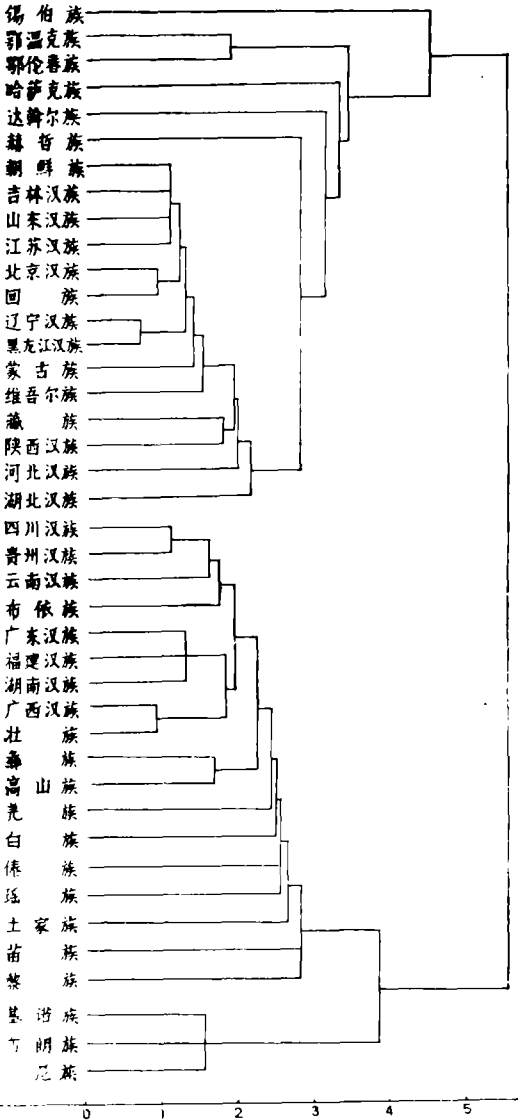 锡伯族
鄂温克族
鄂伦春族
哈萨克族
达斡尔族
赫哲族
朝鲜族
吉林汉族
山东汉族
江苏汉族
北京汉族
回族
辽宁汉族
黑龙江汉族
蒙古族
维吾尔族
藏族
陕西汉族
河北汉族
湖北汉族
四川汉族
贵州汉族
云南汉族
布依族
广东汉族
福建汉族
湖南汉族
广西汉族
壮族
彝族
高山族
羌族
白族
傣族
瑶族
土家族
苗族
黎族
基诺族
朗族
尼族
0 1 2 3 4 5